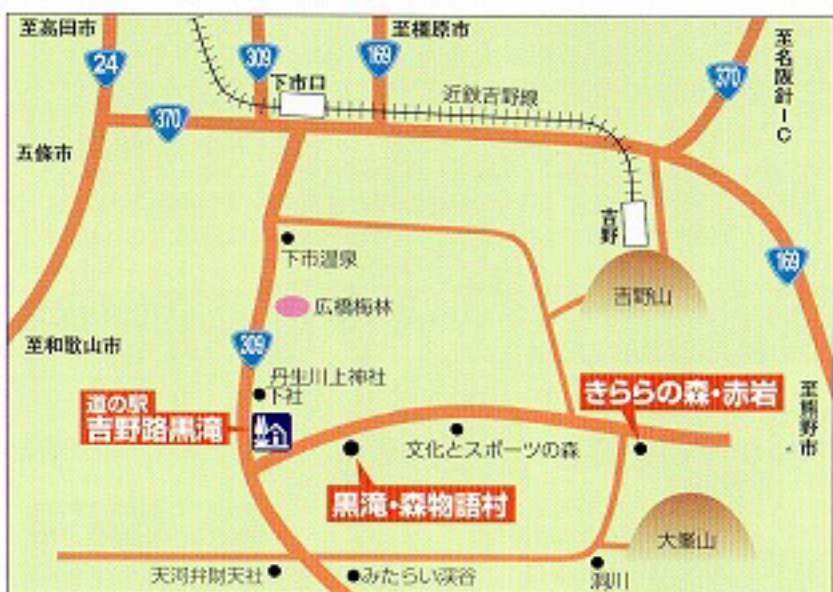 至高田市
至橿原市
至名阪針IC
24
309
169
370
下市口
近鉄吉野線
370
五條市
吉野
169
下市温泉
吉野山
広橋梅林
至和歌山市
309
丹生川上神社
下社
道の駅
吉野路黒滝
きららの森・赤岩
至熊野市
文化とスポーツの森
黒滝・森物語村
大峯山
天河弁財天社
みたらい渓谷
洞川